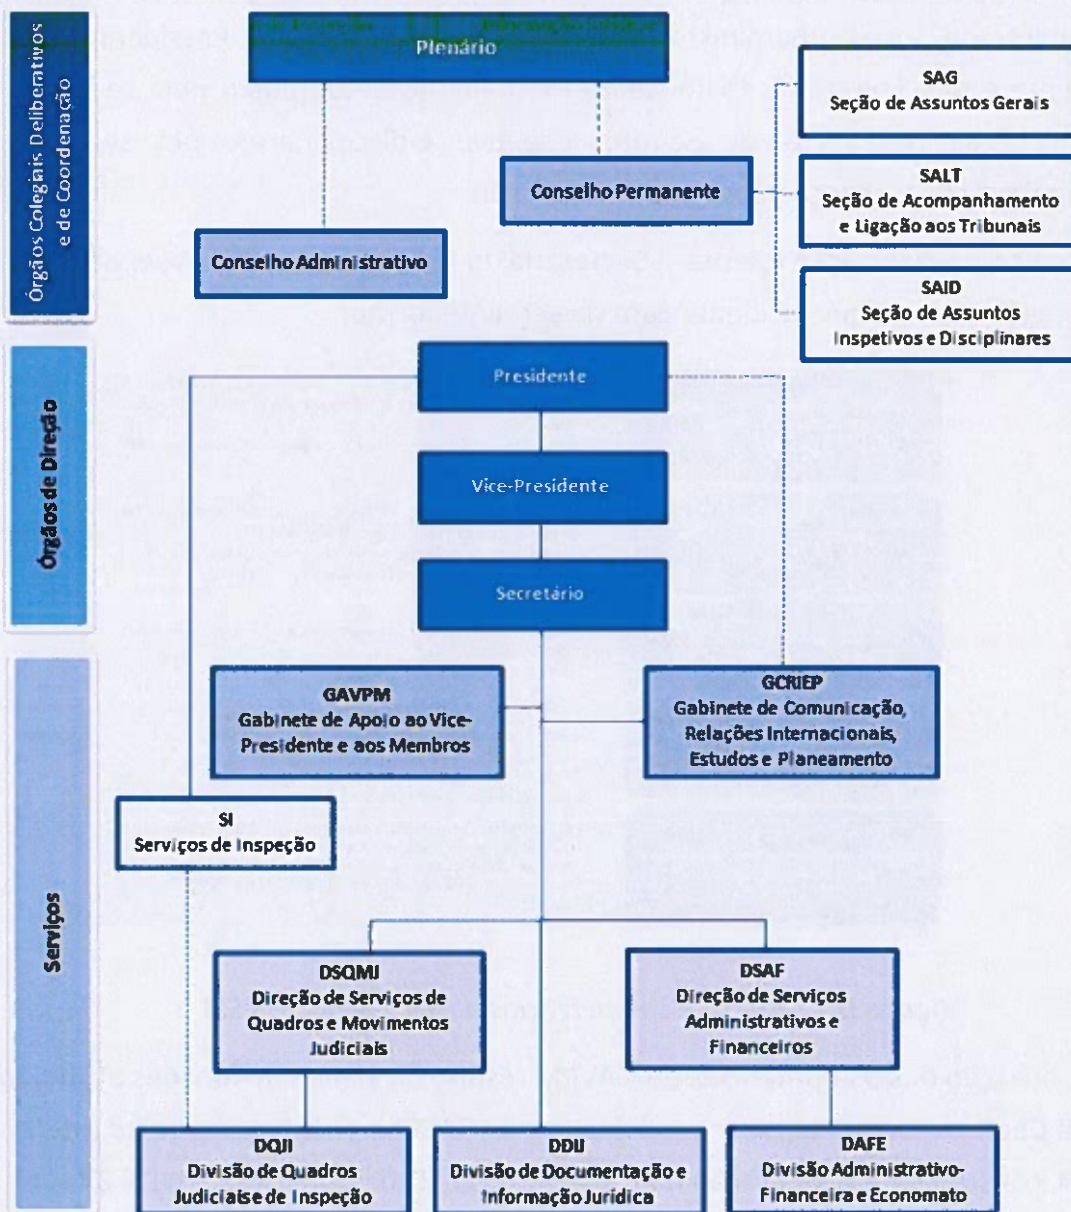 Órgãos Colegiais Deliberativos
e de Coordenação
Plenário
SAG
Seção de Assuntos Gerais
Conselho Permanente
SALT
Seção de Acompanhamento
e Ligação aos Tribunais
Conselho Administrativo
SAID
Seção de Assuntos
Inspetivos e Disciplinares
Órgãos de Direção
Presidente
Vice-Presidente
Secretário
Serviços
GAVPM
Gabinete de Apoio ao Vice-
Presidente e aos Membros
GCRIEP
Gabinete de Comunicação,
Relações Internacionais,
Estudos e Planeamento
SI
Serviços de Inspeção
DSQMJ
Direção de Serviços de
Quadros e Movimentos
Judiciais
DSAF
Direção de Serviços
Administrativos e
Financeiros
DQJI
Divisão de Quadros
Judiciais e de Inspeção
DDIJ
Divisão de Documentação e
Informação Jurídica
DAFE
Divisão Administrativo-
Financeira e Economato